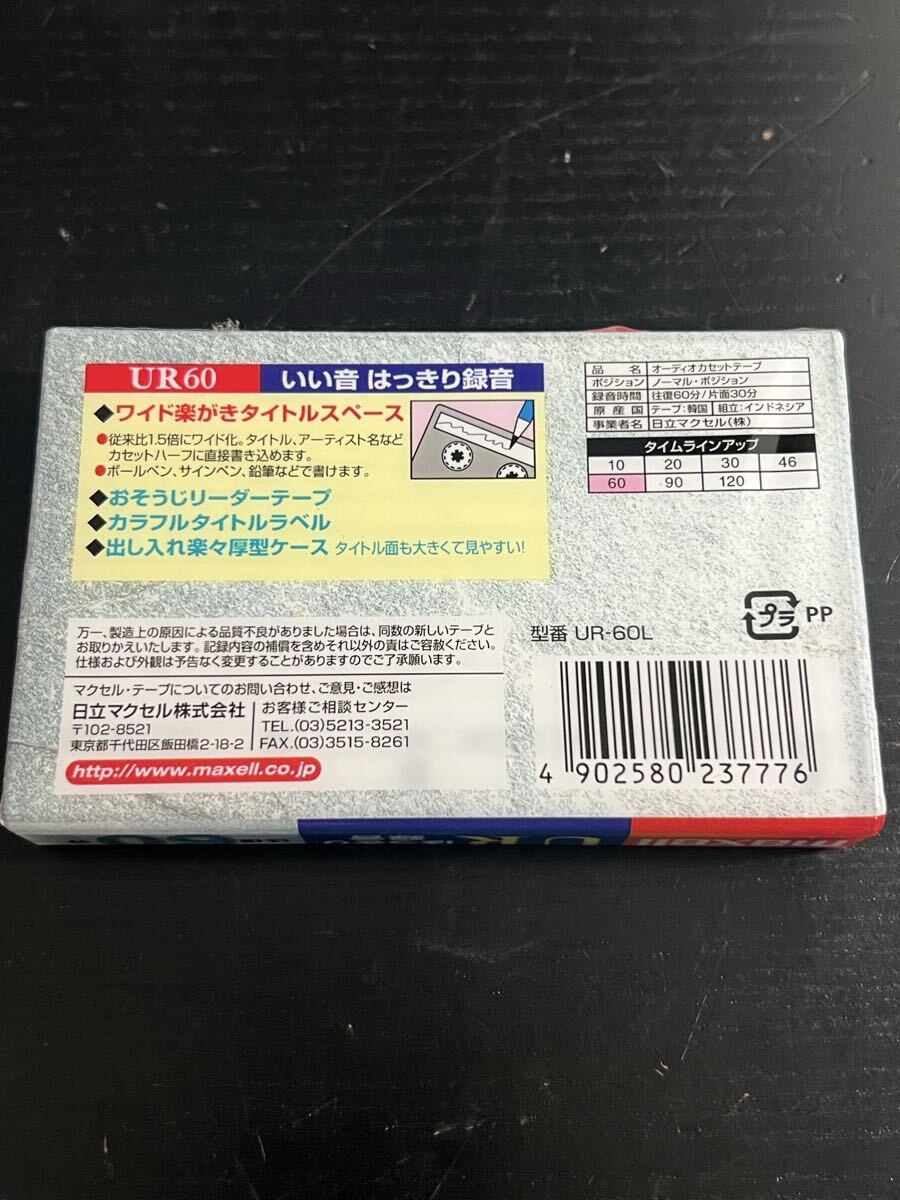 UR60 いい音 はっきり録音
◆ワイド楽がきタイトルスペース
●従来比1.5倍にワイド化。タイトル、アーティスト名など
カセットハーフに直接書き込めます。
●ボールペン、サインペン、鉛筆などで書けます。
◆おそうじリーダーテープ
◆カラフルタイトルラベル
◆出し入れ楽々厚型ケース タイトル面も大きくて見やすい!
品名 オーディオカセットテープ
ポジション ノーマル・ポジション
録音時間 往復60分/片面30分
原産国 テープ:韓国 組立:インドネシア
事業者名 日立マクセル(株)
タイムラインアップ
10 20 30 46
60 90 120
プラ PP
型番 UR-60L
万一、製造上の原因による品質不良がありました場合は、同数の新しいテープと
お取りかえいたします。記録内容の補償を含めそれ以外の責はご容赦ください。
仕様および外観は予告なく変更することがありますのでご了承願います。
マクセル・テープについてのお問い合わせ、ご意見・ご感想は
日立マクセル株式会社
〒102-8521
東京都千代田区飯田橋2-18-2
お客様ご相談センター
TEL.(03)5213-3521
FAX.(03)3515-8261
http://www.maxell.co.jp
4 902580 237776
maxell
UR